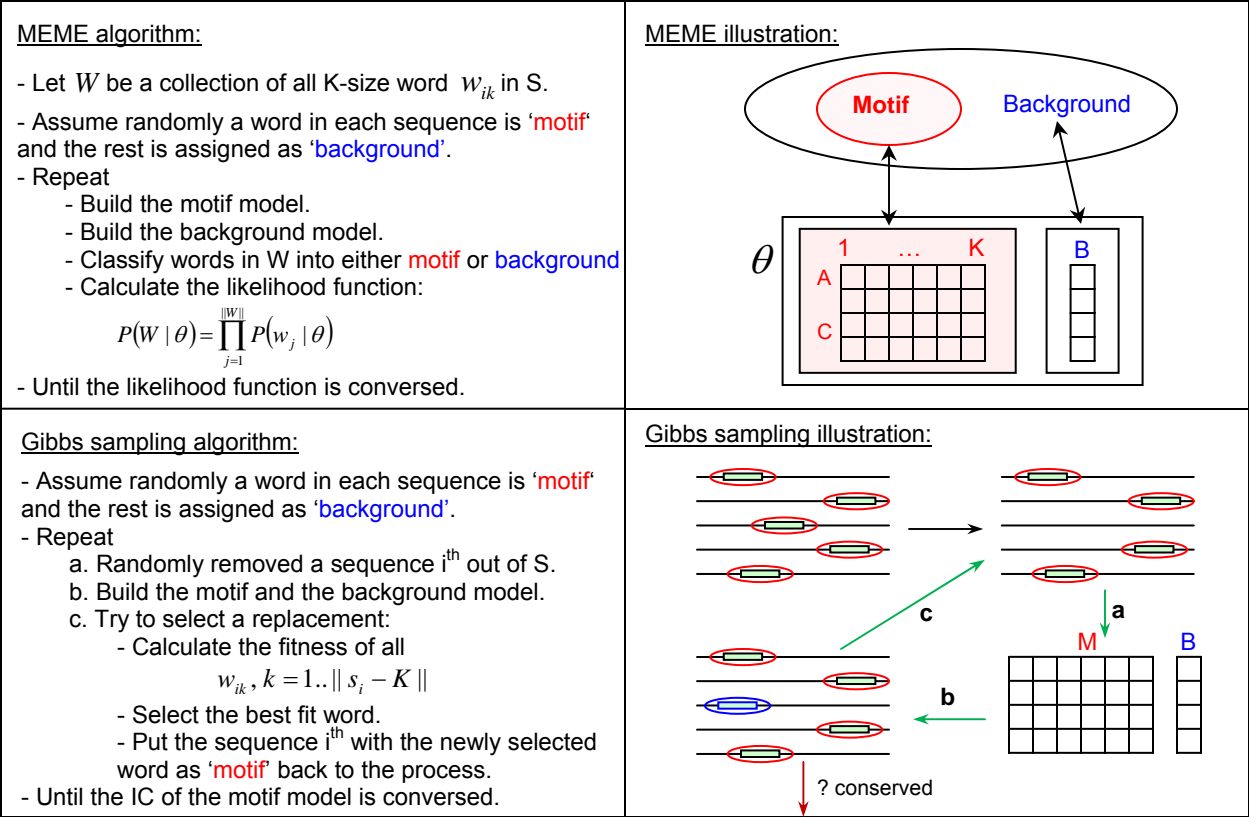 MEME algorithm:
- Let W be a collection of all K-size word w_{ik} in S.
- Assume randomly a word in each sequence is 'motif'
and the rest is assigned as 'background'.
- Repeat
- Build the motif model.
- Build the background model.
- Classify words in W into either motif or background
- Calculate the likelihood function:
P(W | θ) = ∏_{j=1}^{||W||} P(w_j | θ)
- Until the likelihood function is conversed.
MEME illustration:
Motif
Background
θ
1 … K
B
A
C
Gibbs sampling algorithm:
- Assume randomly a word in each sequence is 'motif'
and the rest is assigned as 'background'.
- Repeat
a. Randomly removed a sequence i^{th} out of S.
b. Build the motif and the background model.
c. Try to select a replacement:
- Calculate the fitness of all
w_{ik}, k = 1.. || s_i − K ||
- Select the best fit word.
- Put the sequence i^{th} with the newly selected
word as 'motif' back to the process.
- Until the IC of the motif model is conversed.
Gibbs sampling illustration:
c
a
M
B
b
? conserved